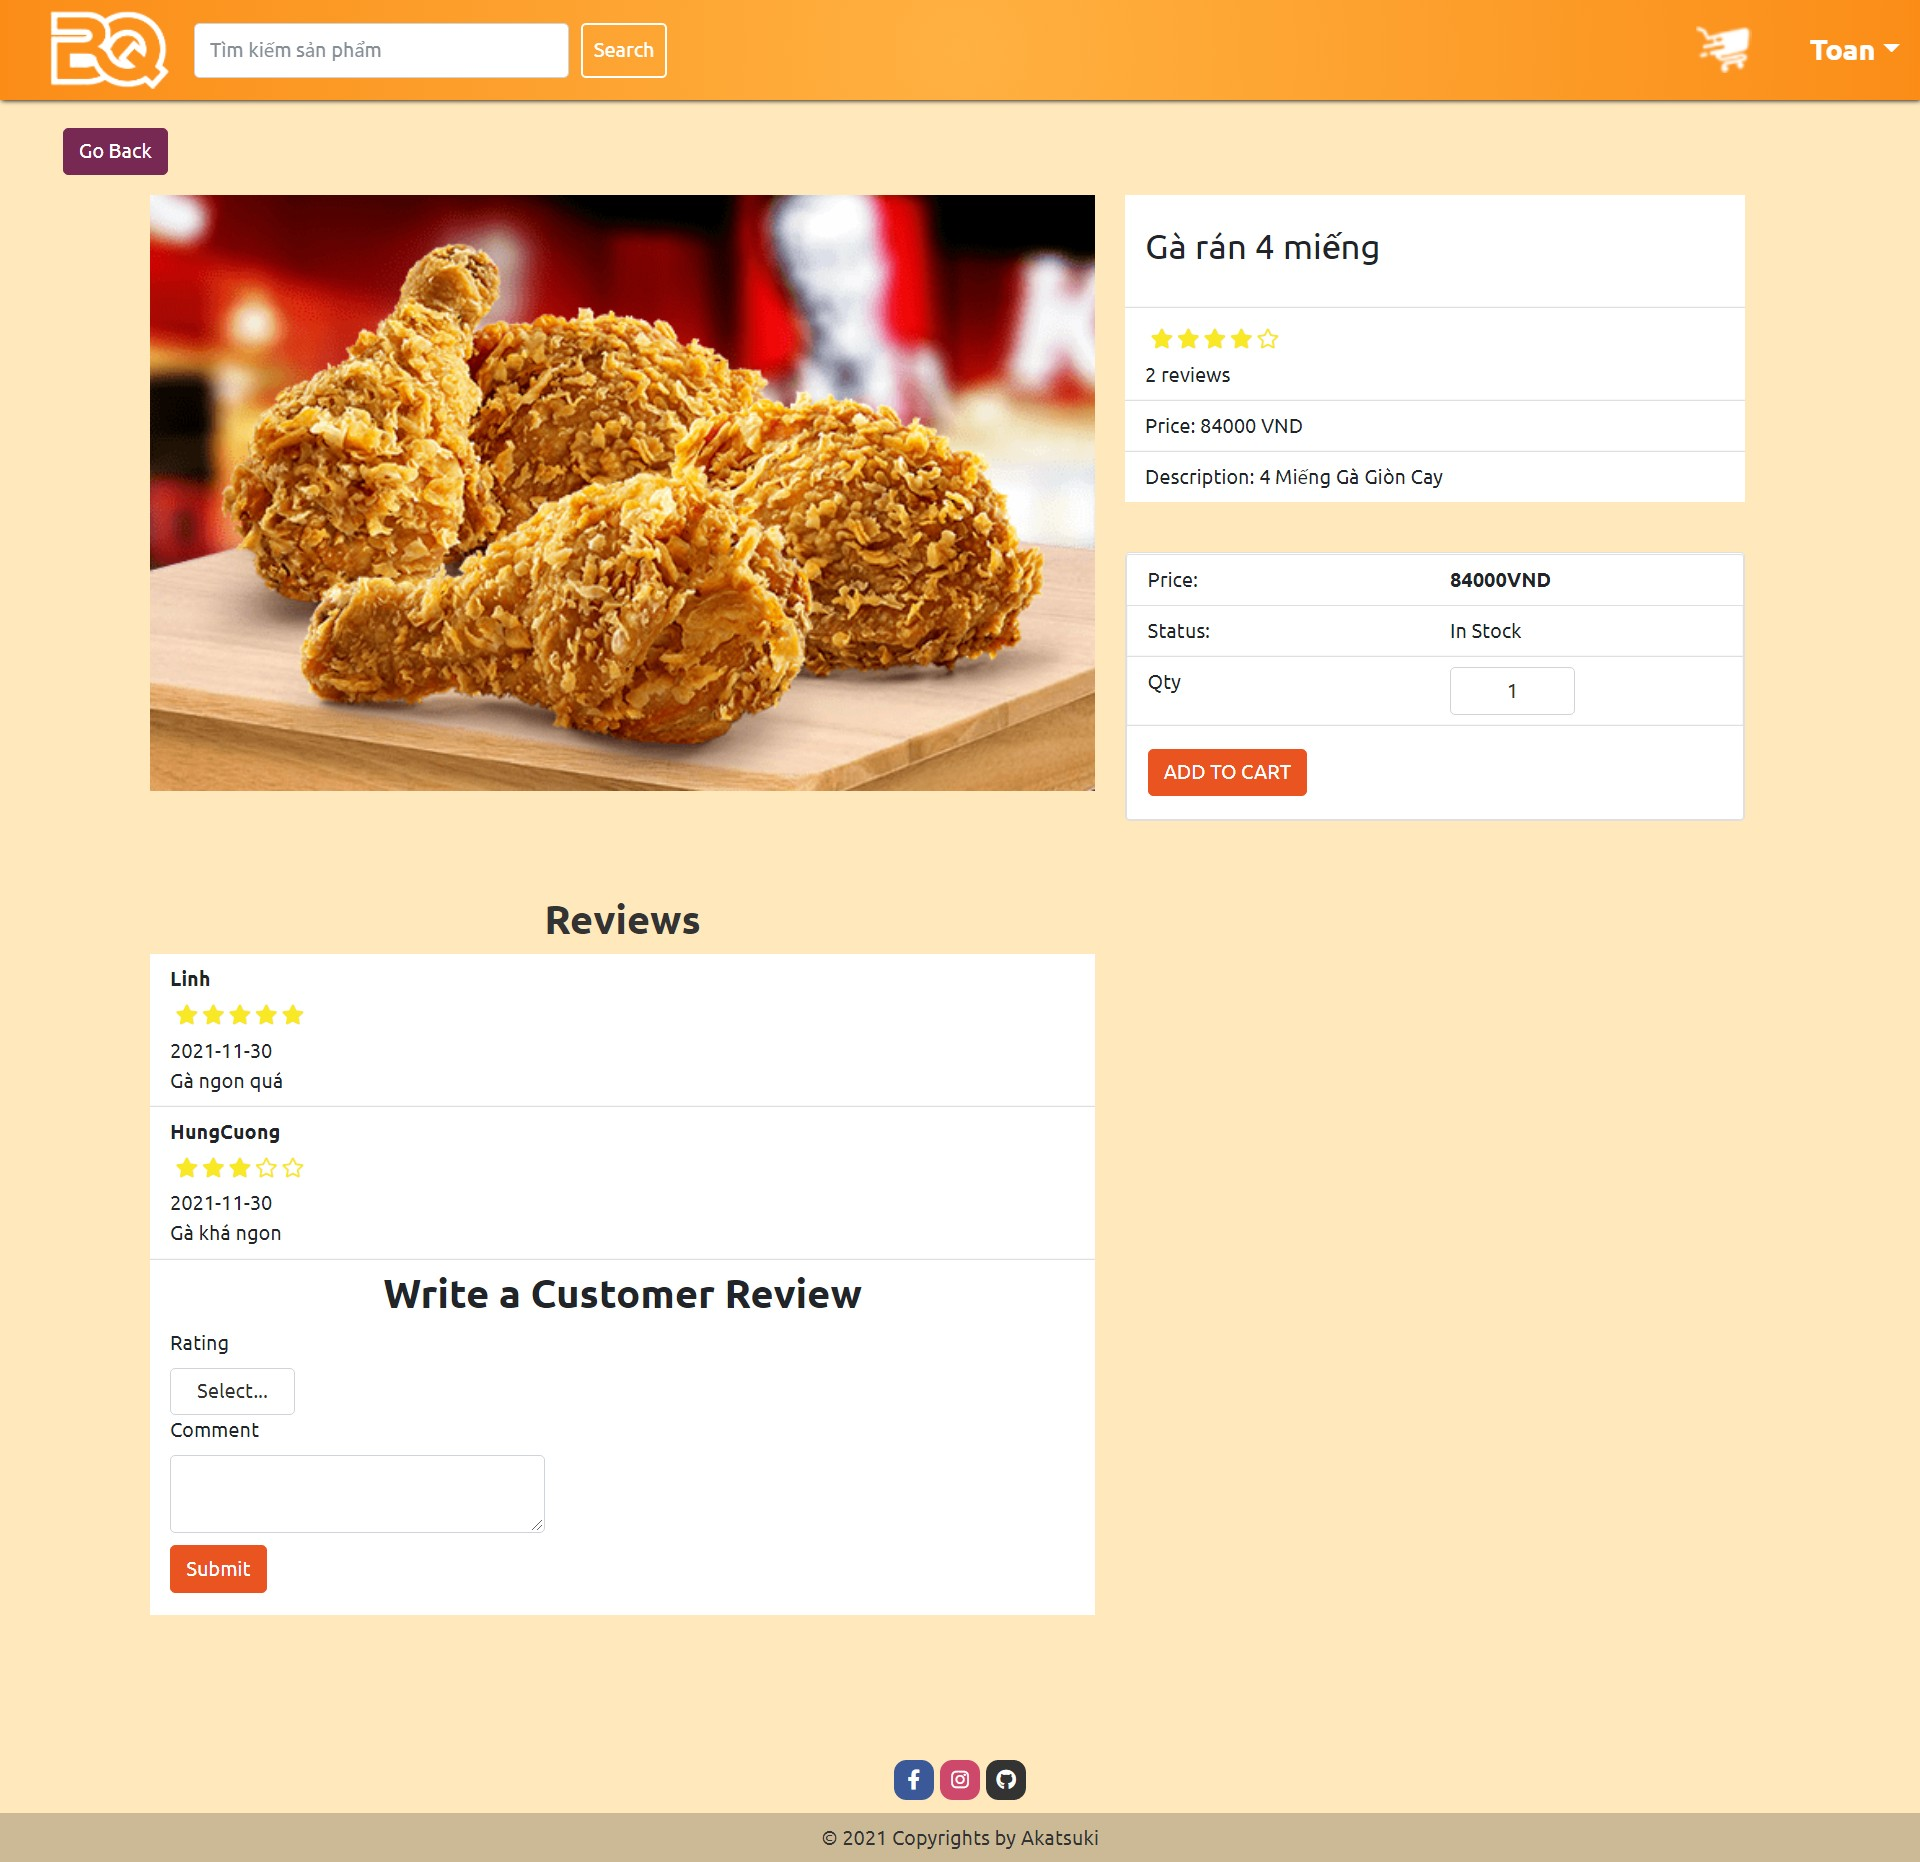 BQ
Tìm kiếm sản phẩm
Search
Toan
Go Back
Gà rán 4 miếng
2 reviews
Price: 84000 VND
Description: 4 Miếng Gà Giòn Cay
Price: 84000VND
Status: In Stock
Qty 1
ADD TO CART
Reviews
Linh
2021-11-30
Gà ngon quá
HungCuong
2021-11-30
Gà khá ngon
Write a Customer Review
Rating
Select...
Comment
Submit
© 2021 Copyrights by Akatsuki